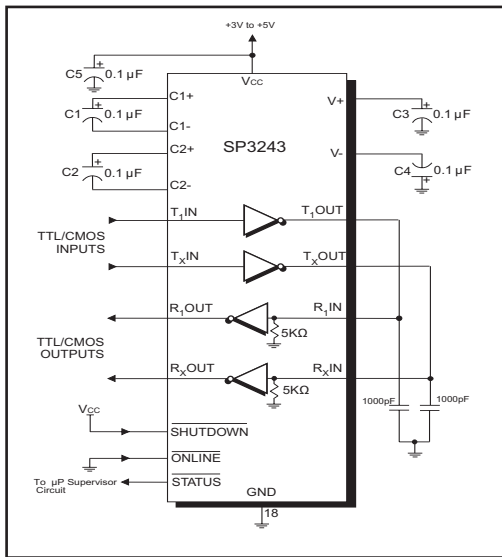 +3V to +5V
VCC
C5 + 0.1 µF
C1 + 0.1 µF
C1+
C1-
C2 + 0.1 µF
C2+
C2-
SP3243
V+
C3 + 0.1 µF
V-
C4 + 0.1 µF
TTL/CMOS
INPUTS
T1IN
T1OUT
TXIN
TXOUT
TTL/CMOS
OUTPUTS
R1OUT
R1IN
5KΩ
RXOUT
RXIN
5KΩ
1000pF
1000pF
VCC
SHUTDOWN
ONLINE
To µP Supervisor
Circuit
STATUS
GND
18